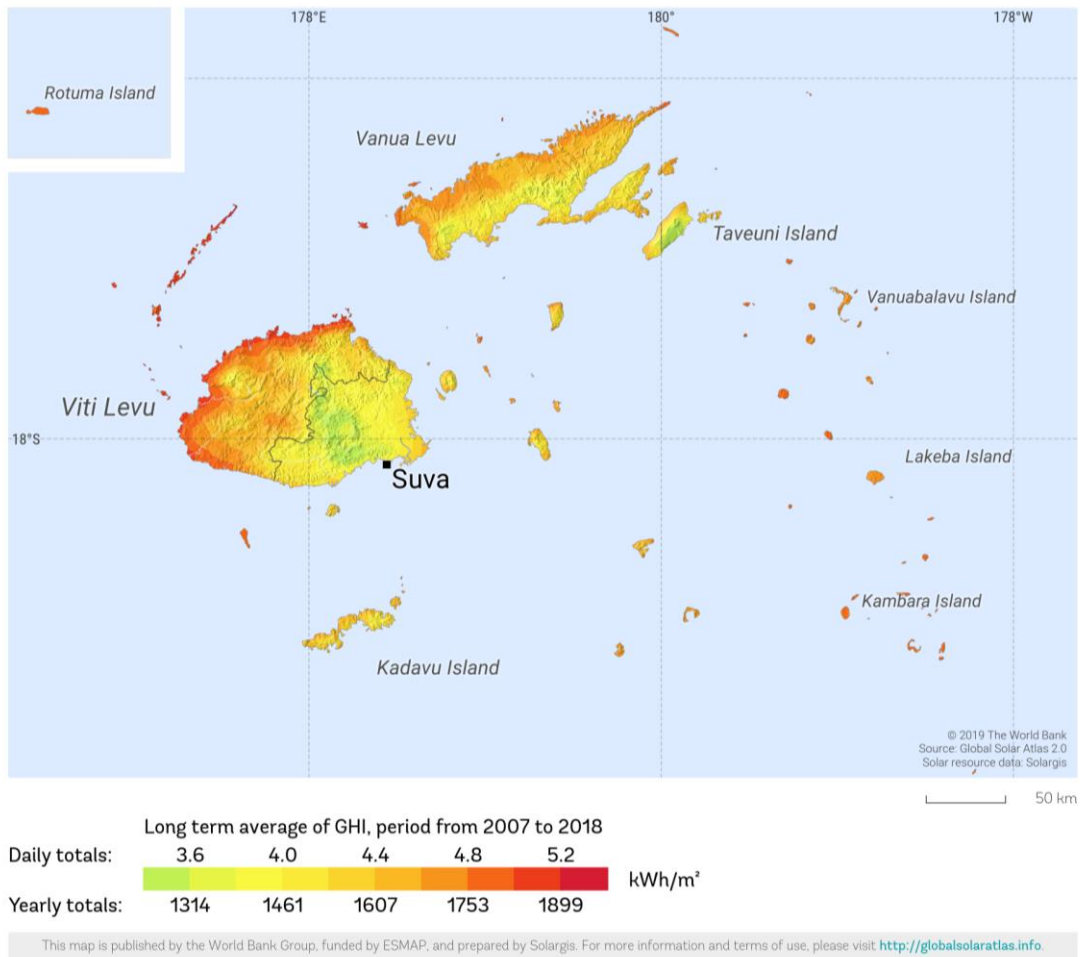 178°E
180°
178°W
Rotuma Island
Vanua Levu
Taveuni Island
Vanuabalavu Island
Viti Levu
18°S
Lakeba Island
Suva
Kambara Island
Kadavu Island
© 2019 The World Bank
Source: Global Solar Atlas 2.0
Solar resource data: Solargis
50 km
Long term average of GHI, period from 2007 to 2018
Daily totals: 3.6 4.0 4.4 4.8 5.2
kWh/m²
Yearly totals: 1314 1461 1607 1753 1899
This map is published by the World Bank Group, funded by ESMAP, and prepared by Solargis. For more information and terms of use, please visit http://globalsolaratlas.info.